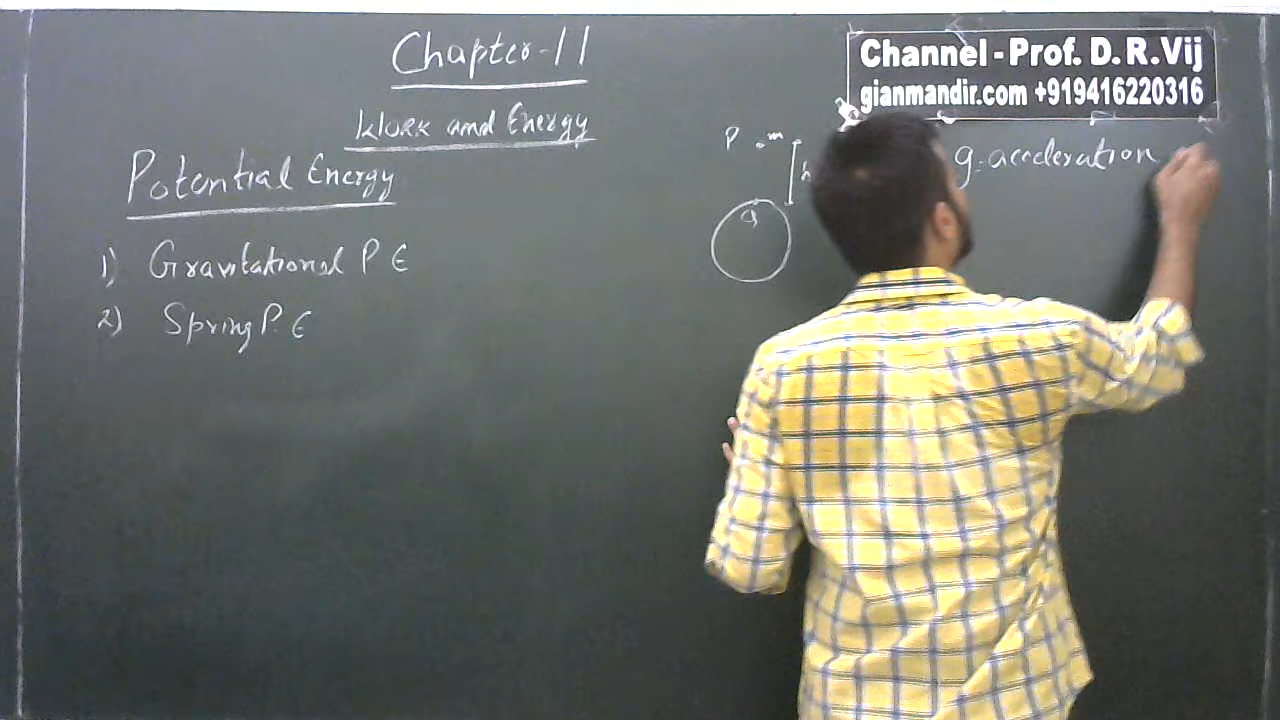 Chapter-11
Work and Energy
Potential Energy
1) Gravitational P E
2) Spring P.E
Channel - Prof. D. R. Vij
gianmandir.com +919416220316
P m
h
g. acceleration